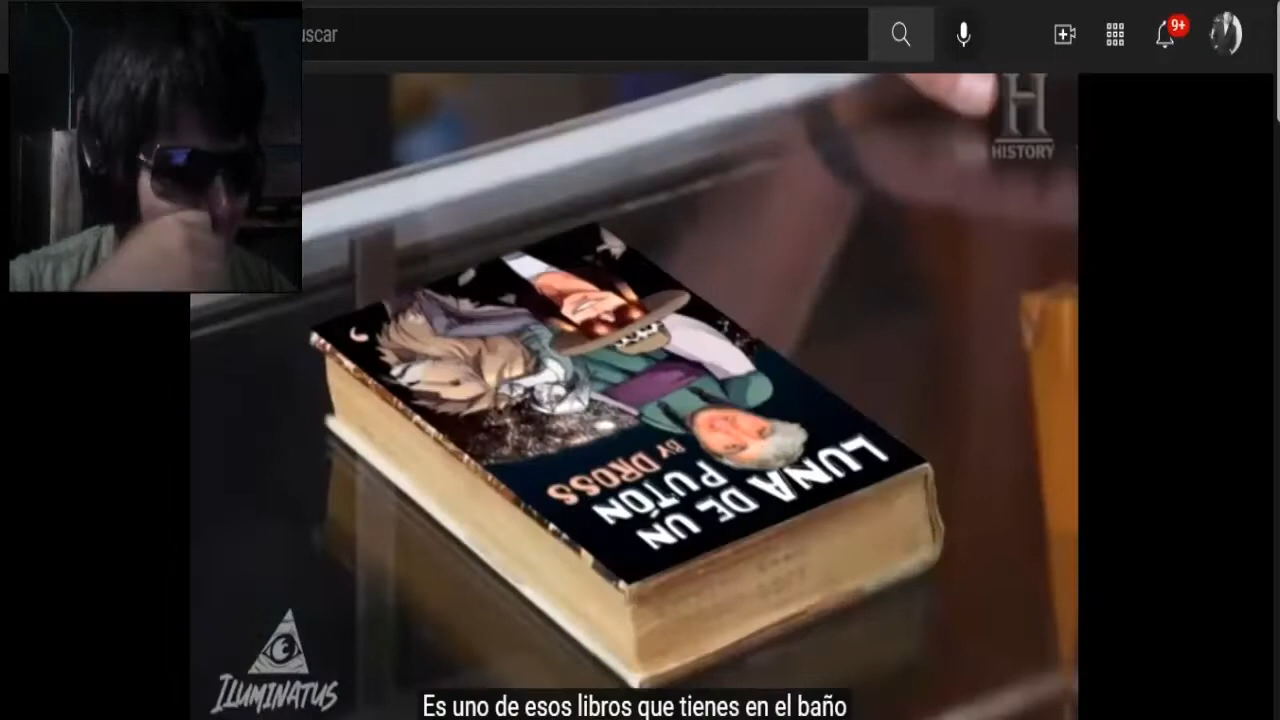 uscar
9+
H
HISTORY
LUNA DE UN
PUTÓN
BY DROSS
ILUMINATUS
Es uno de esos libros que tienes en el baño